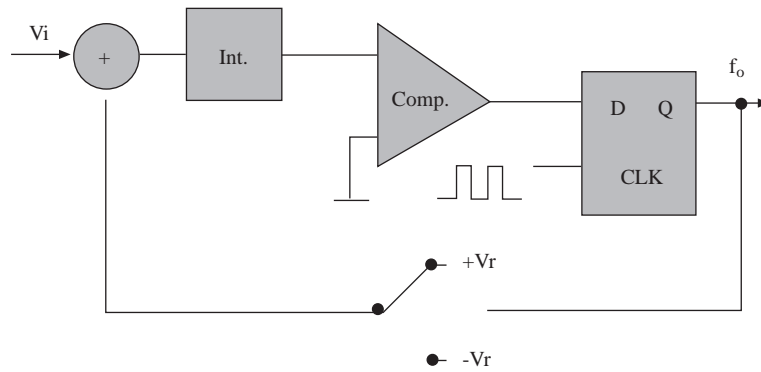 Vi
+
Int.
Comp.
D Q
CLK
fₒ
+Vr
-Vr